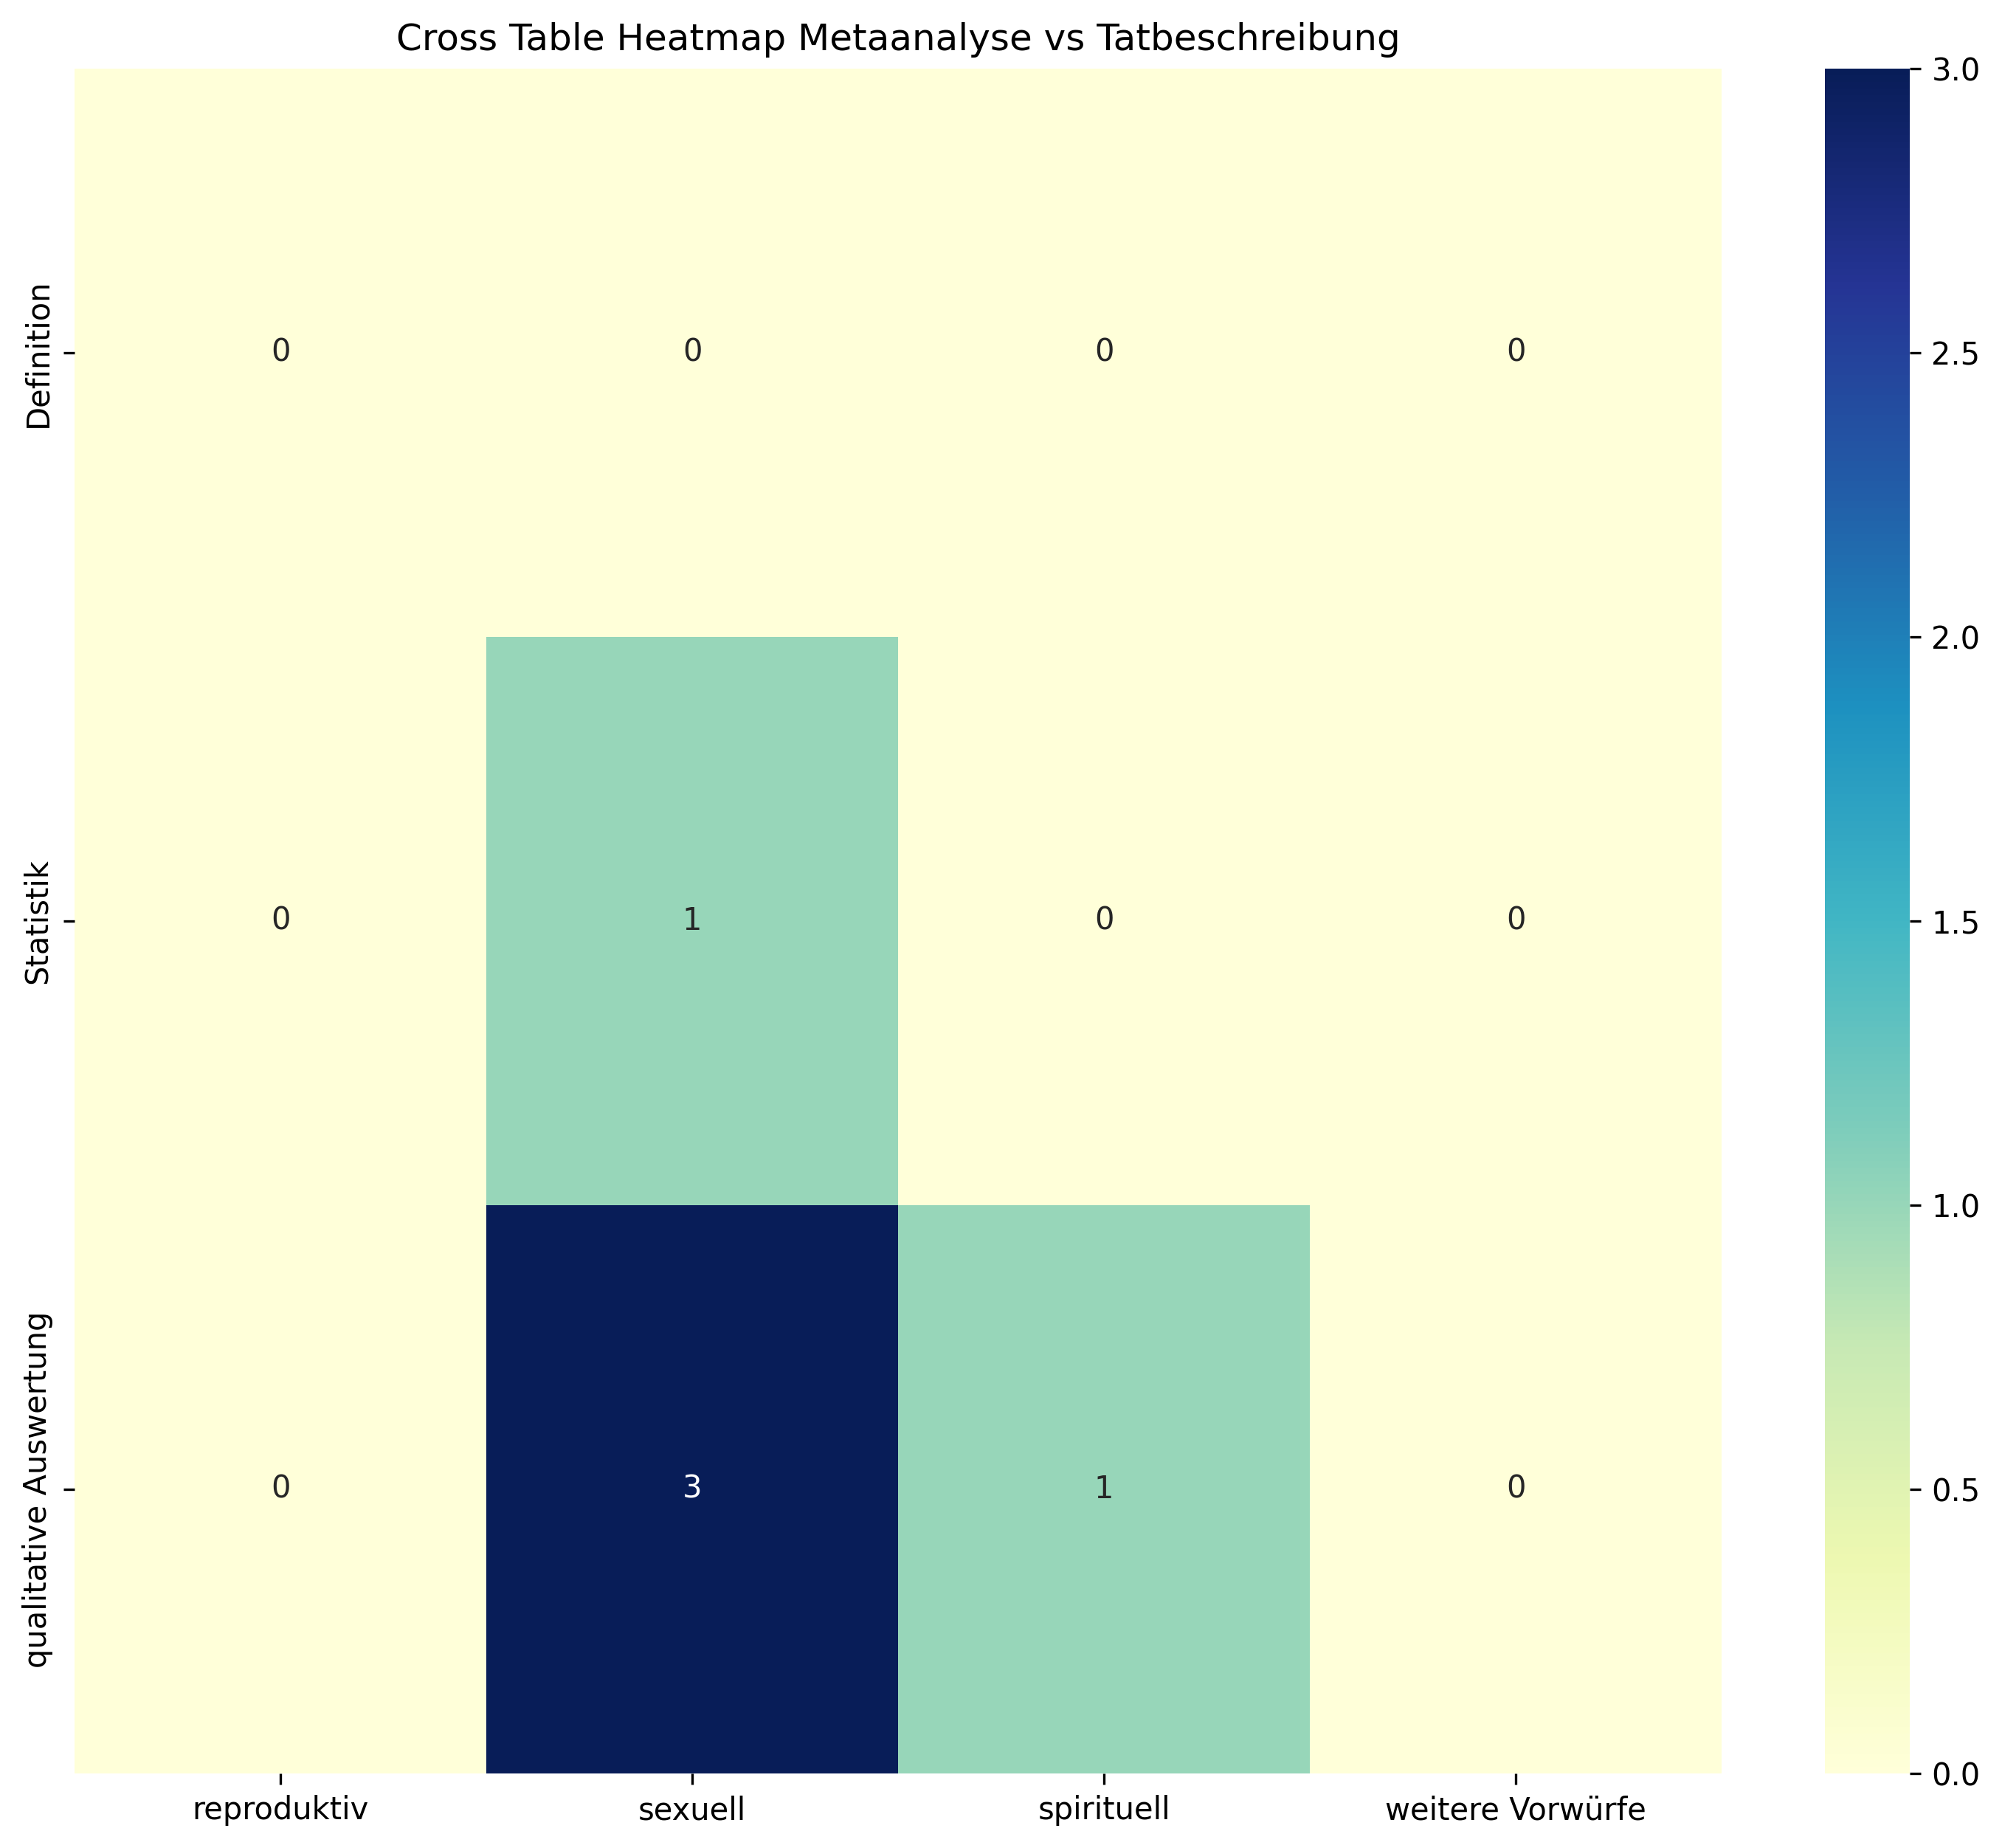 Cross Table Heatmap Metaanalyse vs Tatbeschreibung
Definition
0 0 0 0
Statistik
0 1 0 0
qualitative Auswertung
0 3 1 0
reproduktiv sexuell spirituell weitere Vorwürfe
3.0
2.5
2.0
1.5
1.0
0.5
0.0